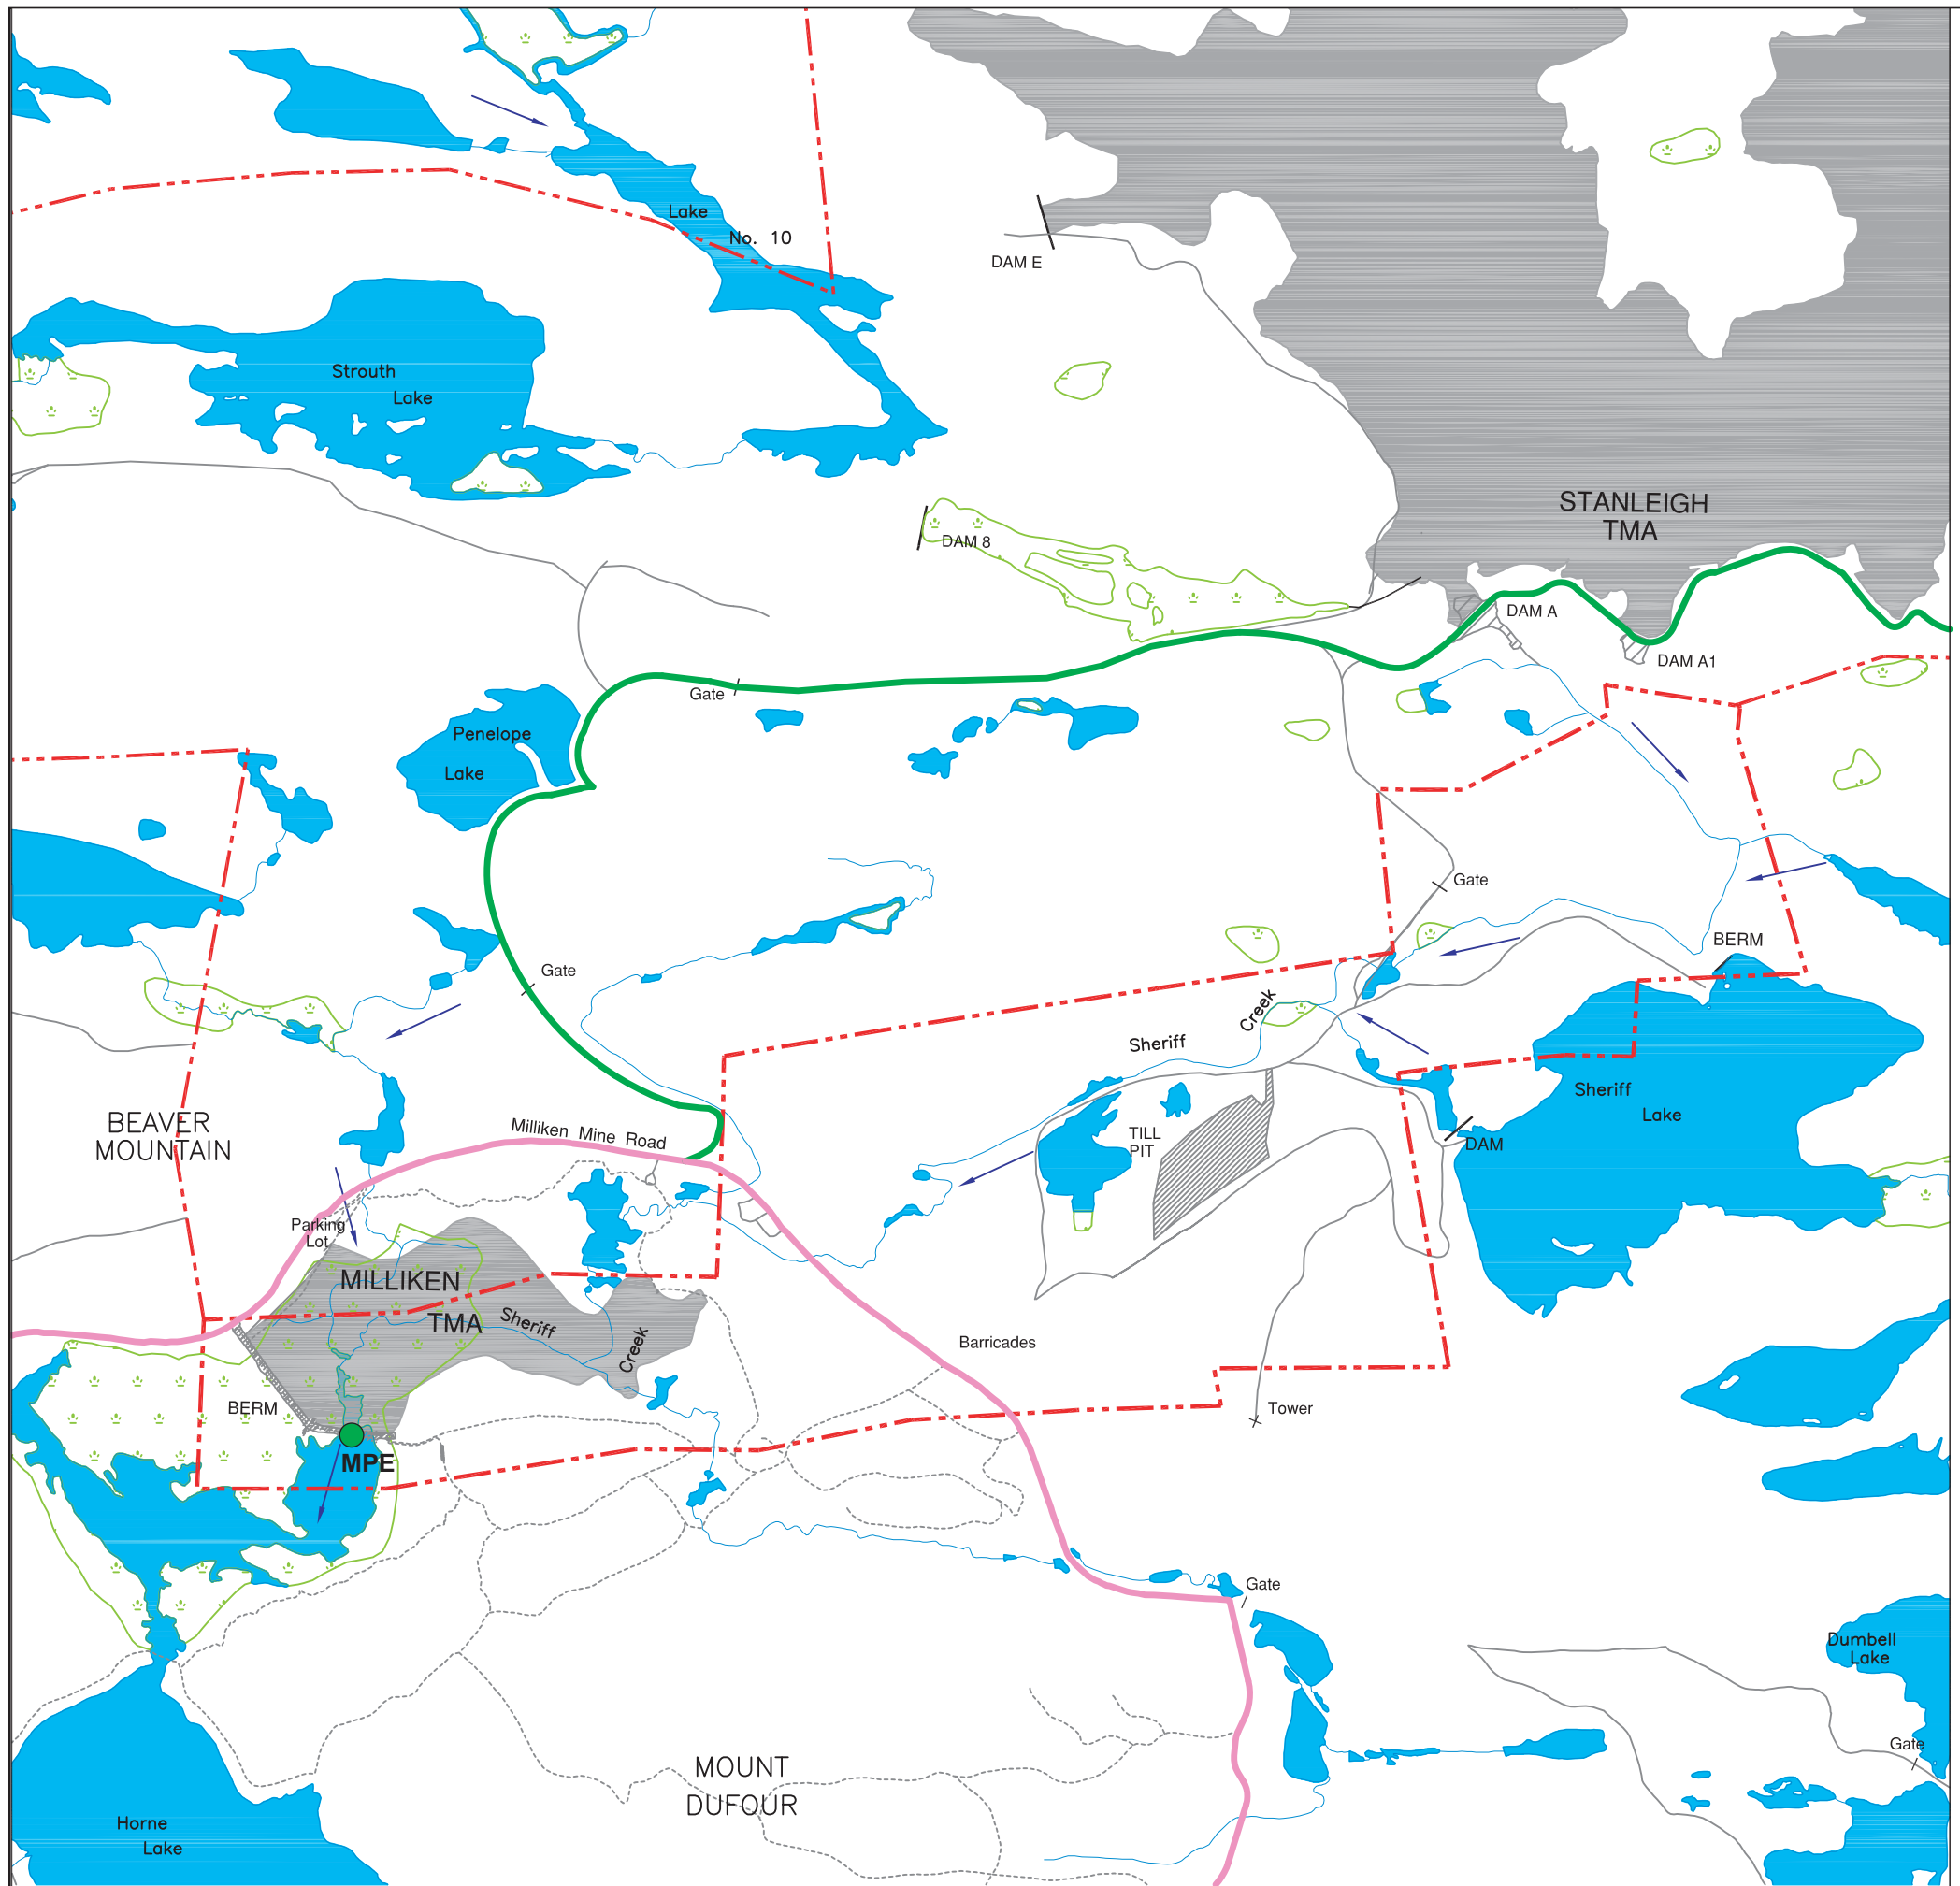 Lake
No. 10
DAM E
Strouth
Lake
STANLEIGH
TMA
DAM 8
DAM A
DAM A1
Gate
Penelope
Lake
Gate
BERM
Gate
Creek
Sheriff
Sheriff
Lake
BEAVER
MOUNTAIN
Milliken Mine Road
TILL
PIT
DAM
Parking
Lot
MILLIKEN
TMA
Sheriff
Creek
Barricades
BERM
Tower
MPE
Gate
Dumbell
Lake
Gate
MOUNT
DUFOUR
Horne
Lake